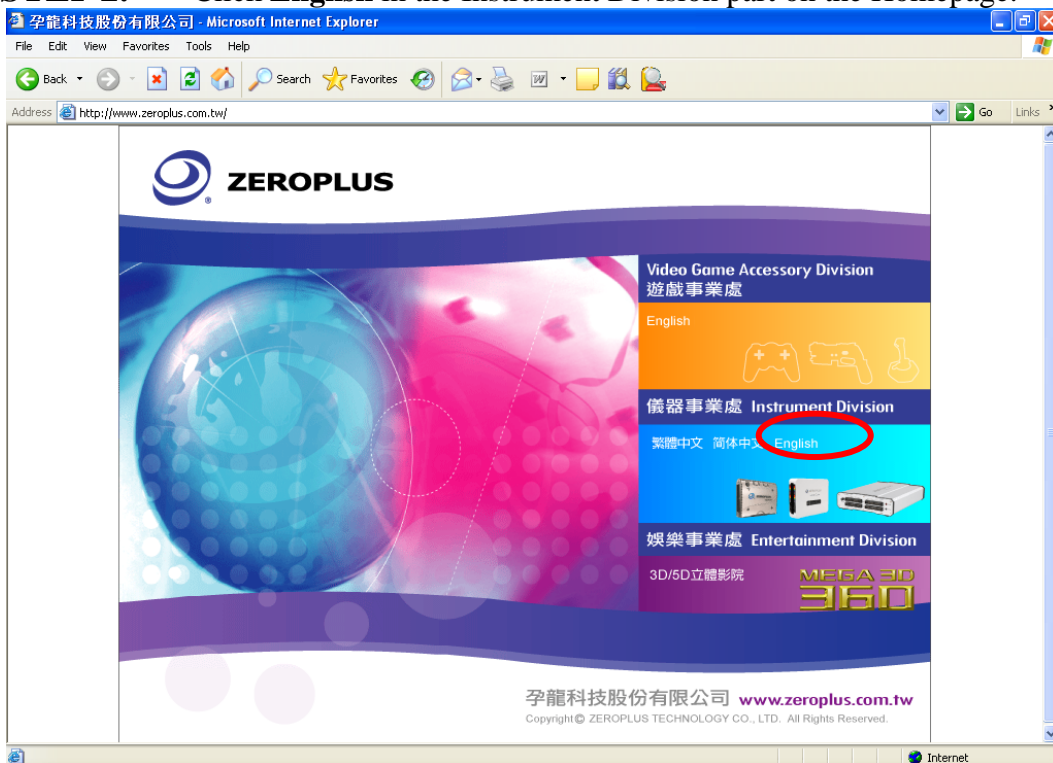 Click English in the Instrument Division part on the Homepage.
孕龍科技股份有限公司 - Microsoft Internet Explorer
File Edit View Favorites Tools Help
Back Search Favorites
Address http://www.zeroplus.com.tw/ Go Links
ZEROPLUS
Video Game Accessory Division
遊戲事業處
English
儀器事業處 Instrument Division
繁體中文 简体中文 English
娛樂事業處 Entertainment Division
3D/5D立體影院 MEGA 3D
360
孕龍科技股份有限公司 www.zeroplus.com.tw
Copyright© ZEROPLUS TECHNOLOGY CO., LTD. All Rights Reserved.
Internet